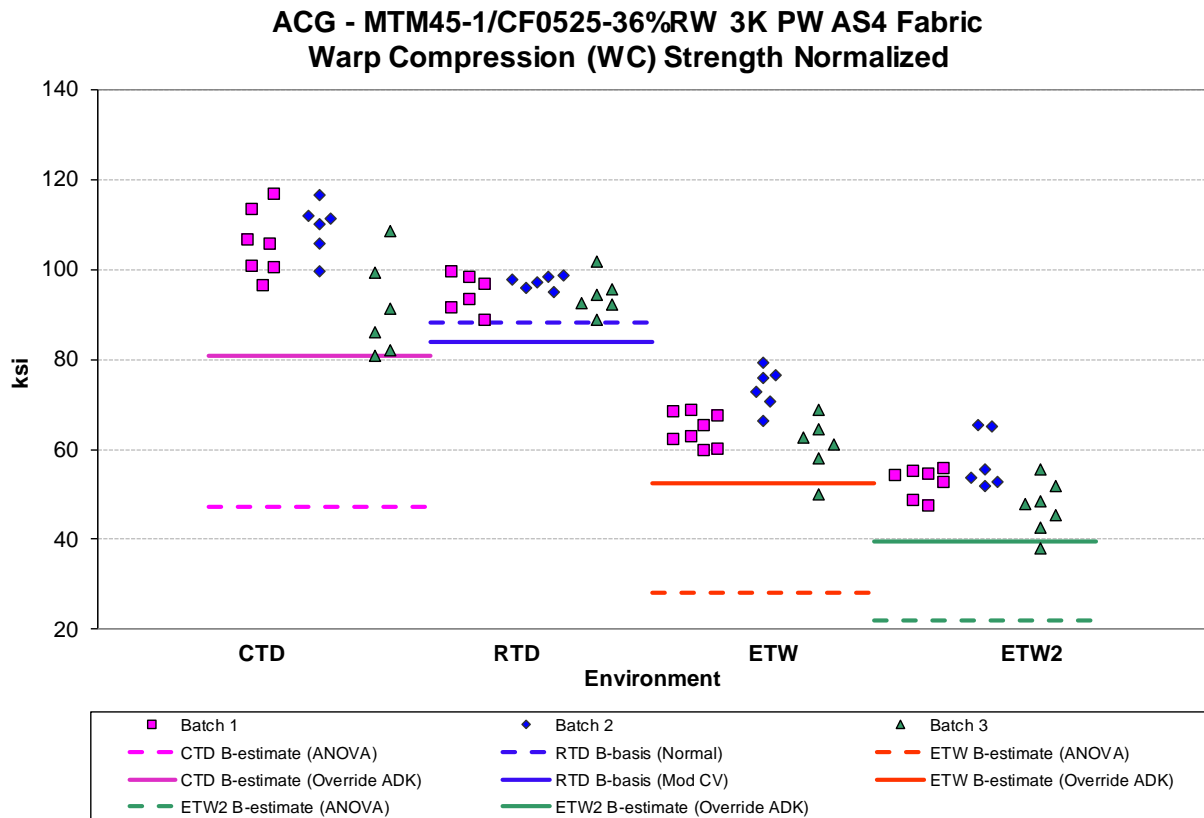 ACG - MTM45-1/CF0525-36%RW 3K PW AS4 Fabric
Warp Compression (WC) Strength Normalized
140
120
100
80
60
40
20
ksi
CTD RTD ETW ETW2
Environment
Batch 1 Batch 2 Batch 3
CTD B-estimate (ANOVA) RTD B-basis (Normal) ETW B-estimate (ANOVA)
CTD B-estimate (Override ADK) RTD B-basis (Mod CV) ETW B-estimate (Override ADK)
ETW2 B-estimate (ANOVA) ETW2 B-estimate (Override ADK)